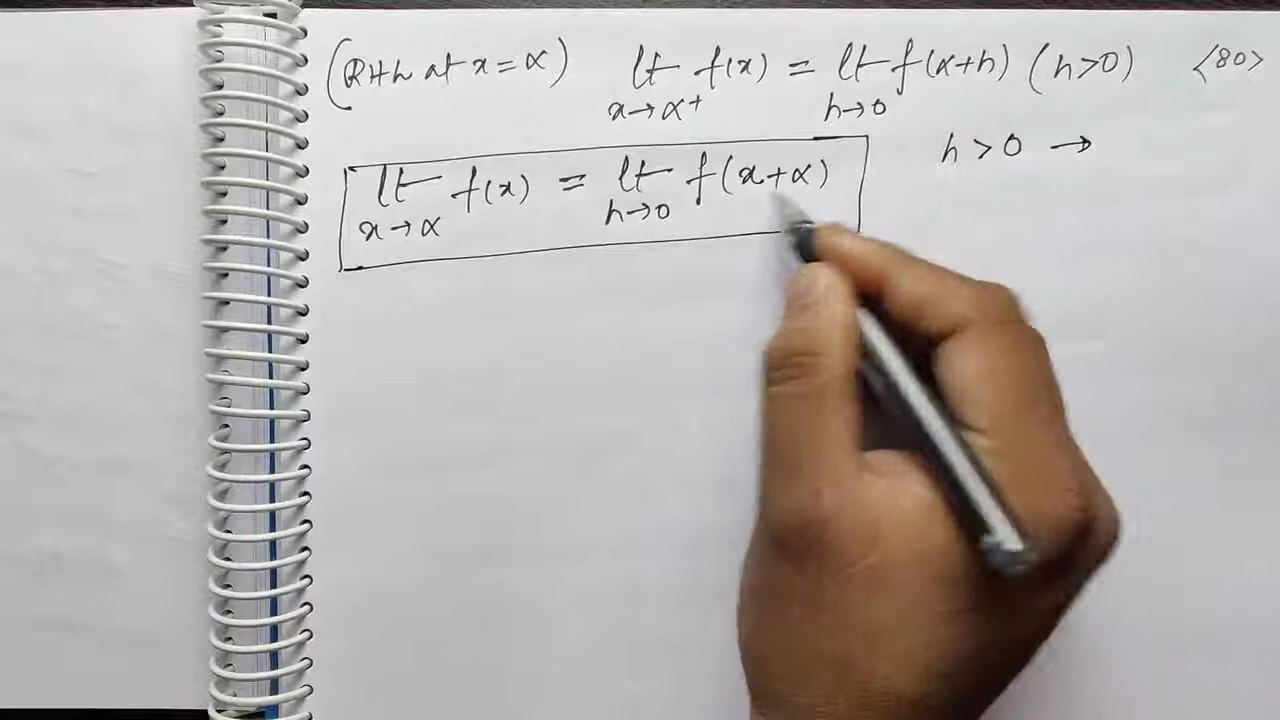 (RHL at x=α) lt f(x) = lt f(α+h) (h>0) <80>
x→α+ h→0
h>0 →
lt f(x) = lt f(x+α)
x→α h→0